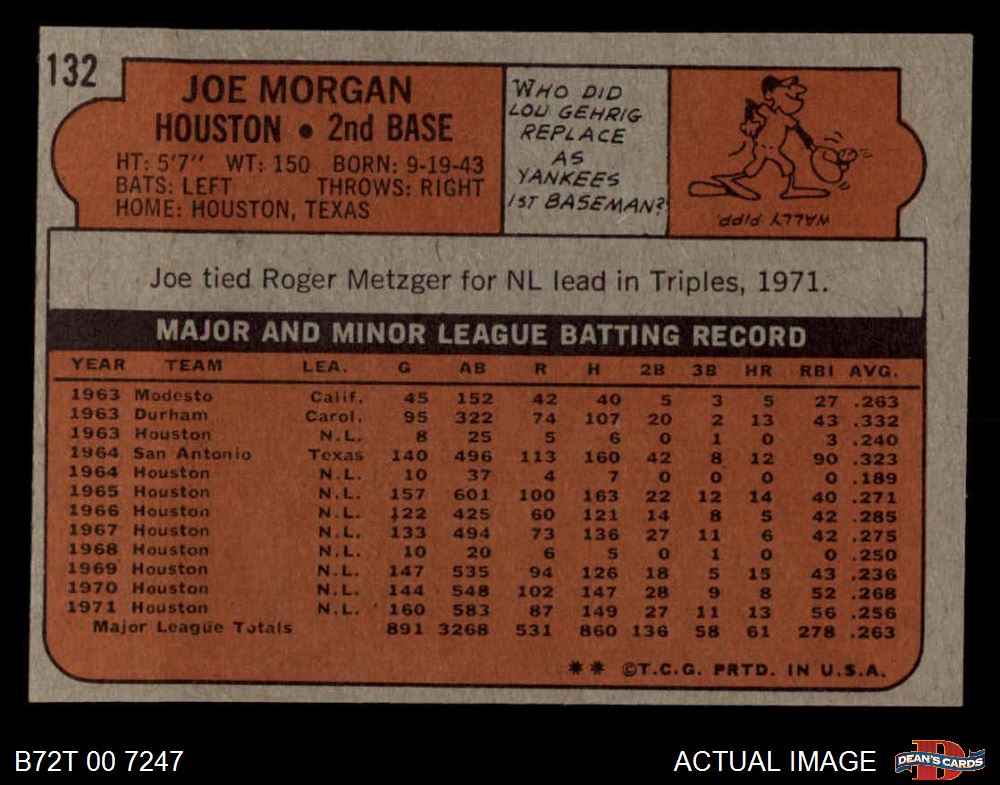 132
JOE MORGAN
HOUSTON • 2nd BASE
HT: 5'7" WT: 150 BORN: 9-19-43
BATS: LEFT THROWS: RIGHT
HOME: HOUSTON, TEXAS
WHO DID
LOU GEHRIG
REPLACE
AS
YANKEES
1ST BASEMAN?
WALLY PIPP
Joe tied Roger Metzger for NL lead in Triples, 1971.
MAJOR AND MINOR LEAGUE BATTING RECORD
YEAR TEAM LEA. G AB R H 2B 3B HR RBI AVG.
1963 Modesto Calif. 45 152 42 40 5 3 5 27 .263
1963 Durham Carol. 95 322 74 107 20 2 13 43 .332
1963 Houston N.L. 8 25 5 6 0 1 0 3 .240
1964 San Antonio Texas 140 496 113 160 42 8 12 90 .323
1964 Houston N.L. 10 37 4 7 0 0 0 0 .189
1965 Houston N.L. 157 601 100 163 22 12 14 40 .271
1966 Houston N.L. 122 425 60 121 14 8 5 42 .285
1967 Houston N.L. 133 494 73 136 27 11 6 42 .275
1968 Houston N.L. 10 20 6 5 0 1 0 0 .250
1969 Houston N.L. 147 535 94 126 18 5 15 43 .236
1970 Houston N.L. 144 548 102 147 28 9 8 52 .268
1971 Houston N.L. 160 583 87 149 27 11 13 56 .256
Major League Totals 891 3268 531 860 136 58 61 278 .263
** ©T.C.G. PRTD. IN U.S.A.
B72T 00 7247
ACTUAL IMAGE
DEAN'S CARDS